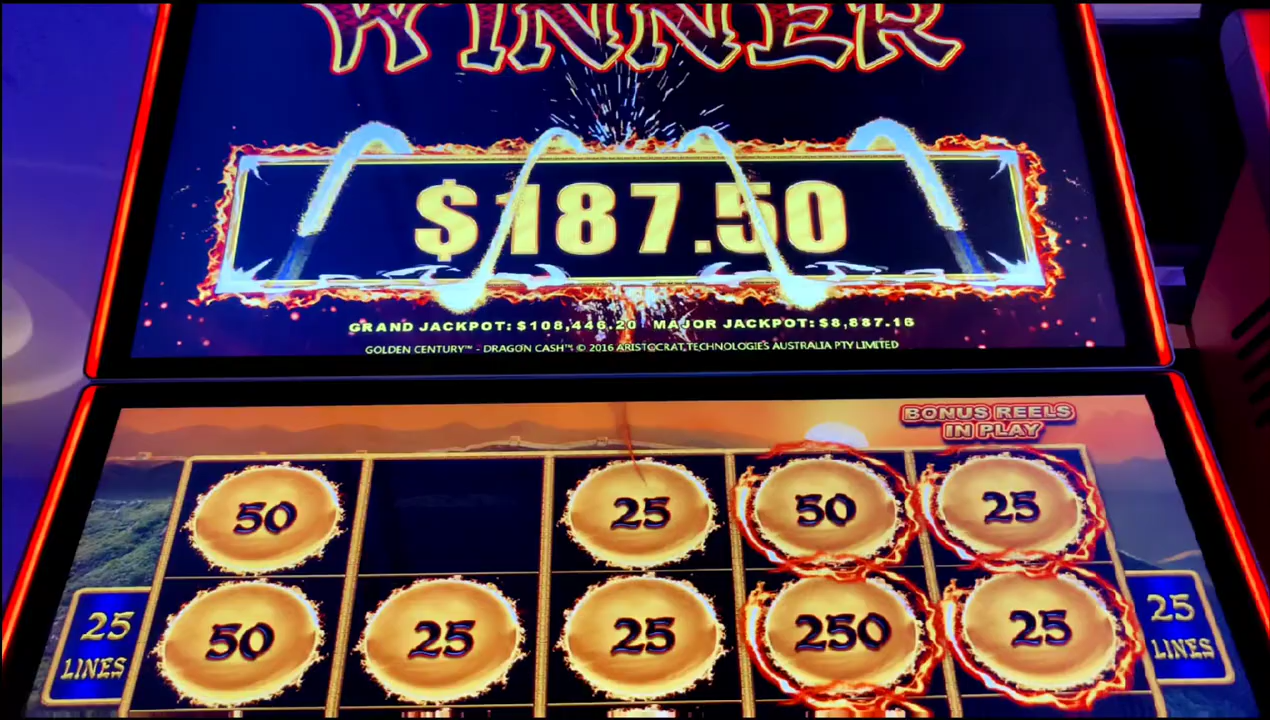 WINNER
$187.50
GRAND JACKPOT: $108,446.20 MAJOR JACKPOT: $8,887.15
GOLDEN CENTURY™ - DRAGON CASH™ © 2016 ARISTOCRAT TECHNOLOGIES AUSTRALIA PTY LIMITED
BONUS REELS
IN PLAY
50 25 50 25
50 25 25 250 25
25
LINES
25
LINES